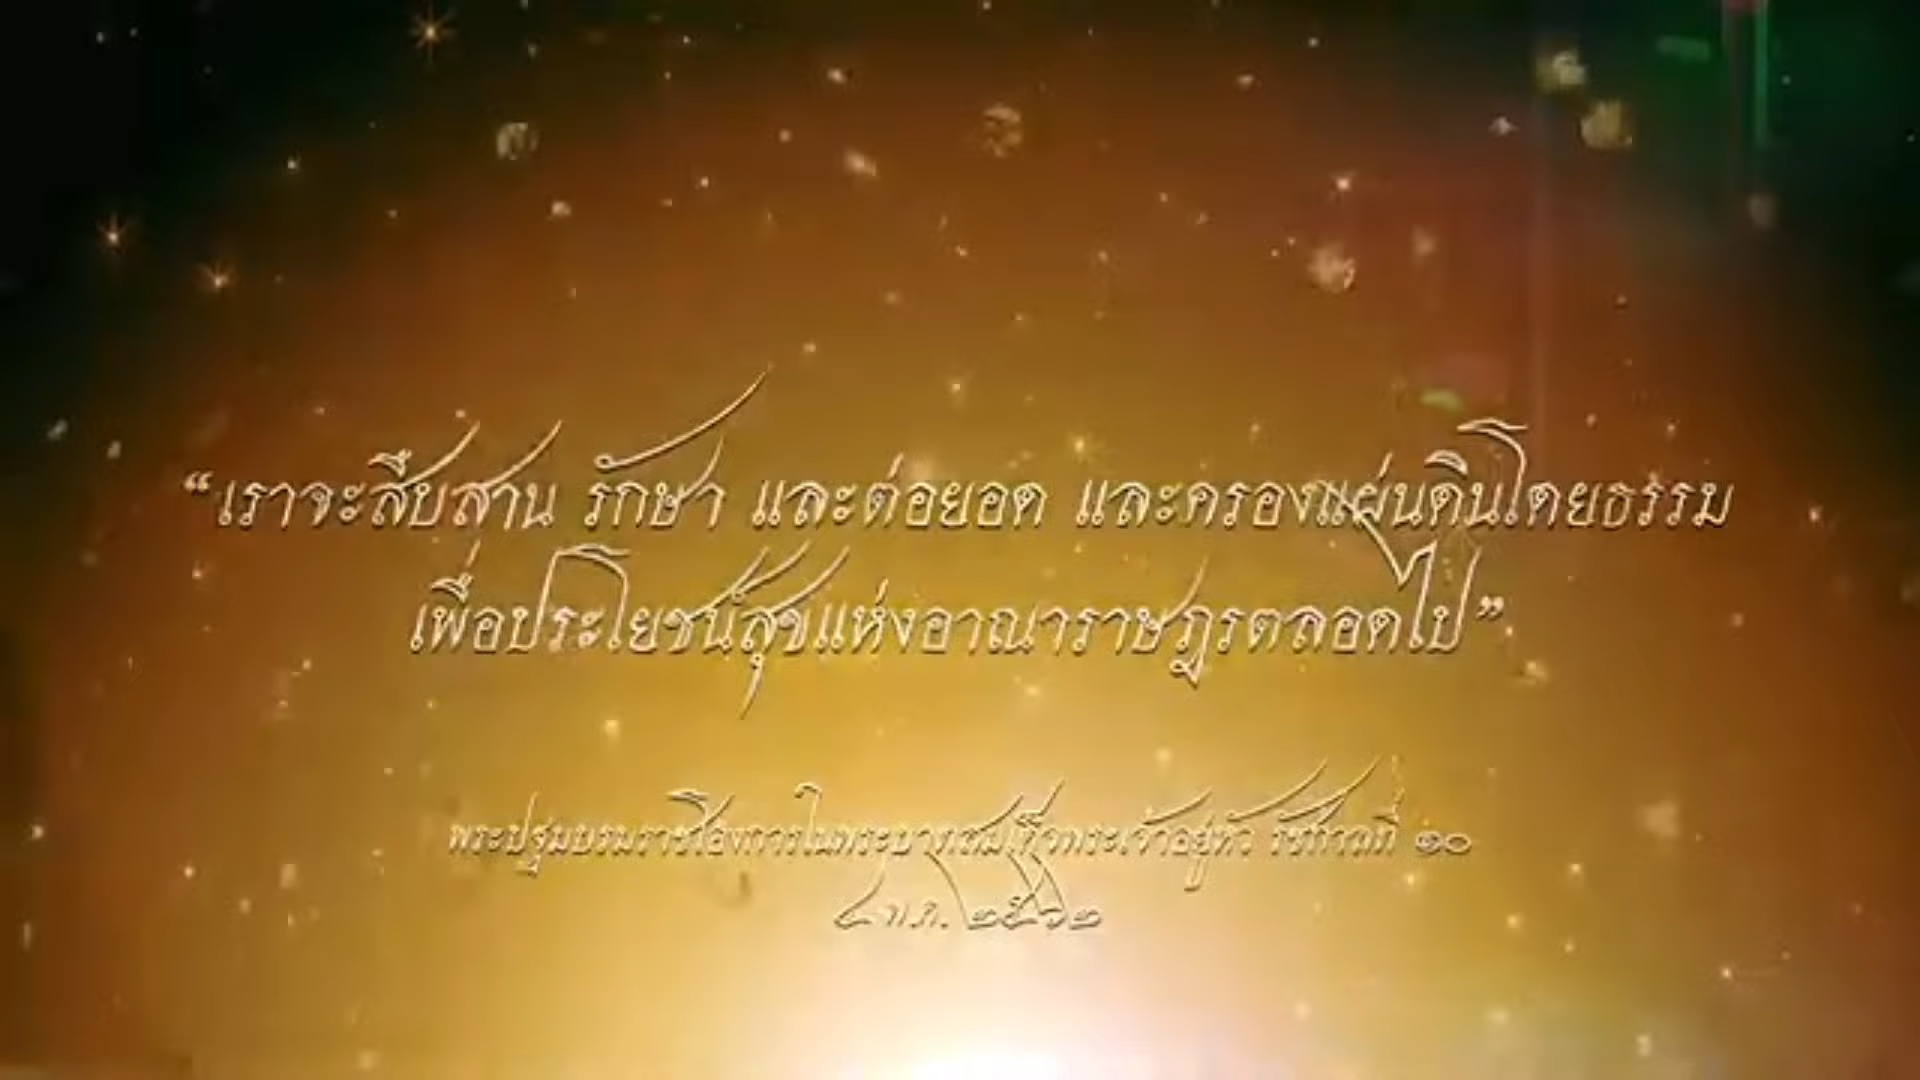 “เราจะสืบสาน รักษา และต่อยอด และครองแผ่นดินโดยธรรม
เพื่อประโยชน์สุขแห่งอาณาราษฎรตลอดไป”
พระปฐมบรมราชโองการในพระบาทสมเด็จพระเจ้าอยู่หัว รัชกาลที่ ๑๐
๔ พ.ค. ๒๕๖๒